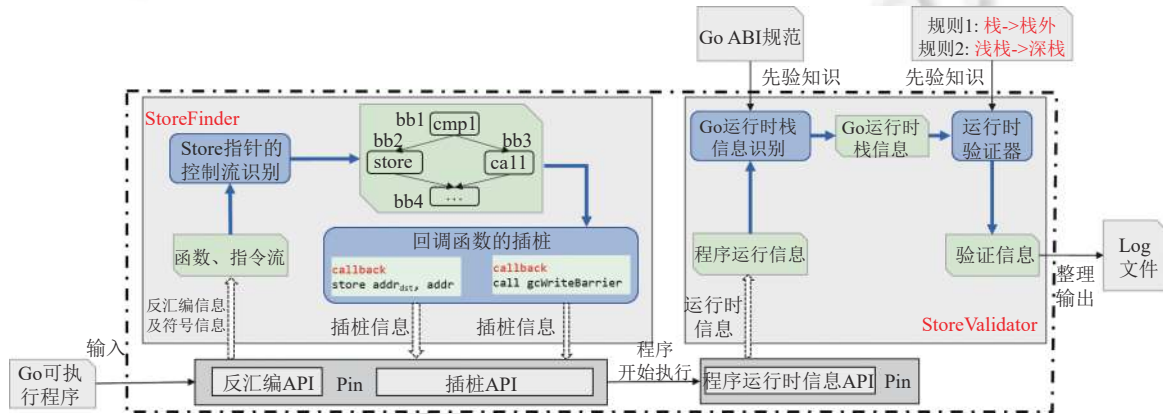 Go ABI规范
规则1: 栈->栈外
规则2: 浅栈->深栈
先验知识
先验知识
StoreFinder
Store指针的
控制流识别
bb1
cmp1
bb2
bb3
store
call
bb4
...
函数、指令流
回调函数的插桩
callback
store addr_dst, addr
callback
call gcWriteBarrier
反汇编信息
及符号信息
插桩信息
插桩信息
Go运行时栈
信息识别
Go运行时
栈信息
运行时
验证器
程序运行信息
验证信息
Log
文件
整理
输出
运行时
信息
StoreValidator
输入
Go可执
行程序
反汇编API
Pin
插桩API
程序
开始执行
程序运行时信息API
Pin